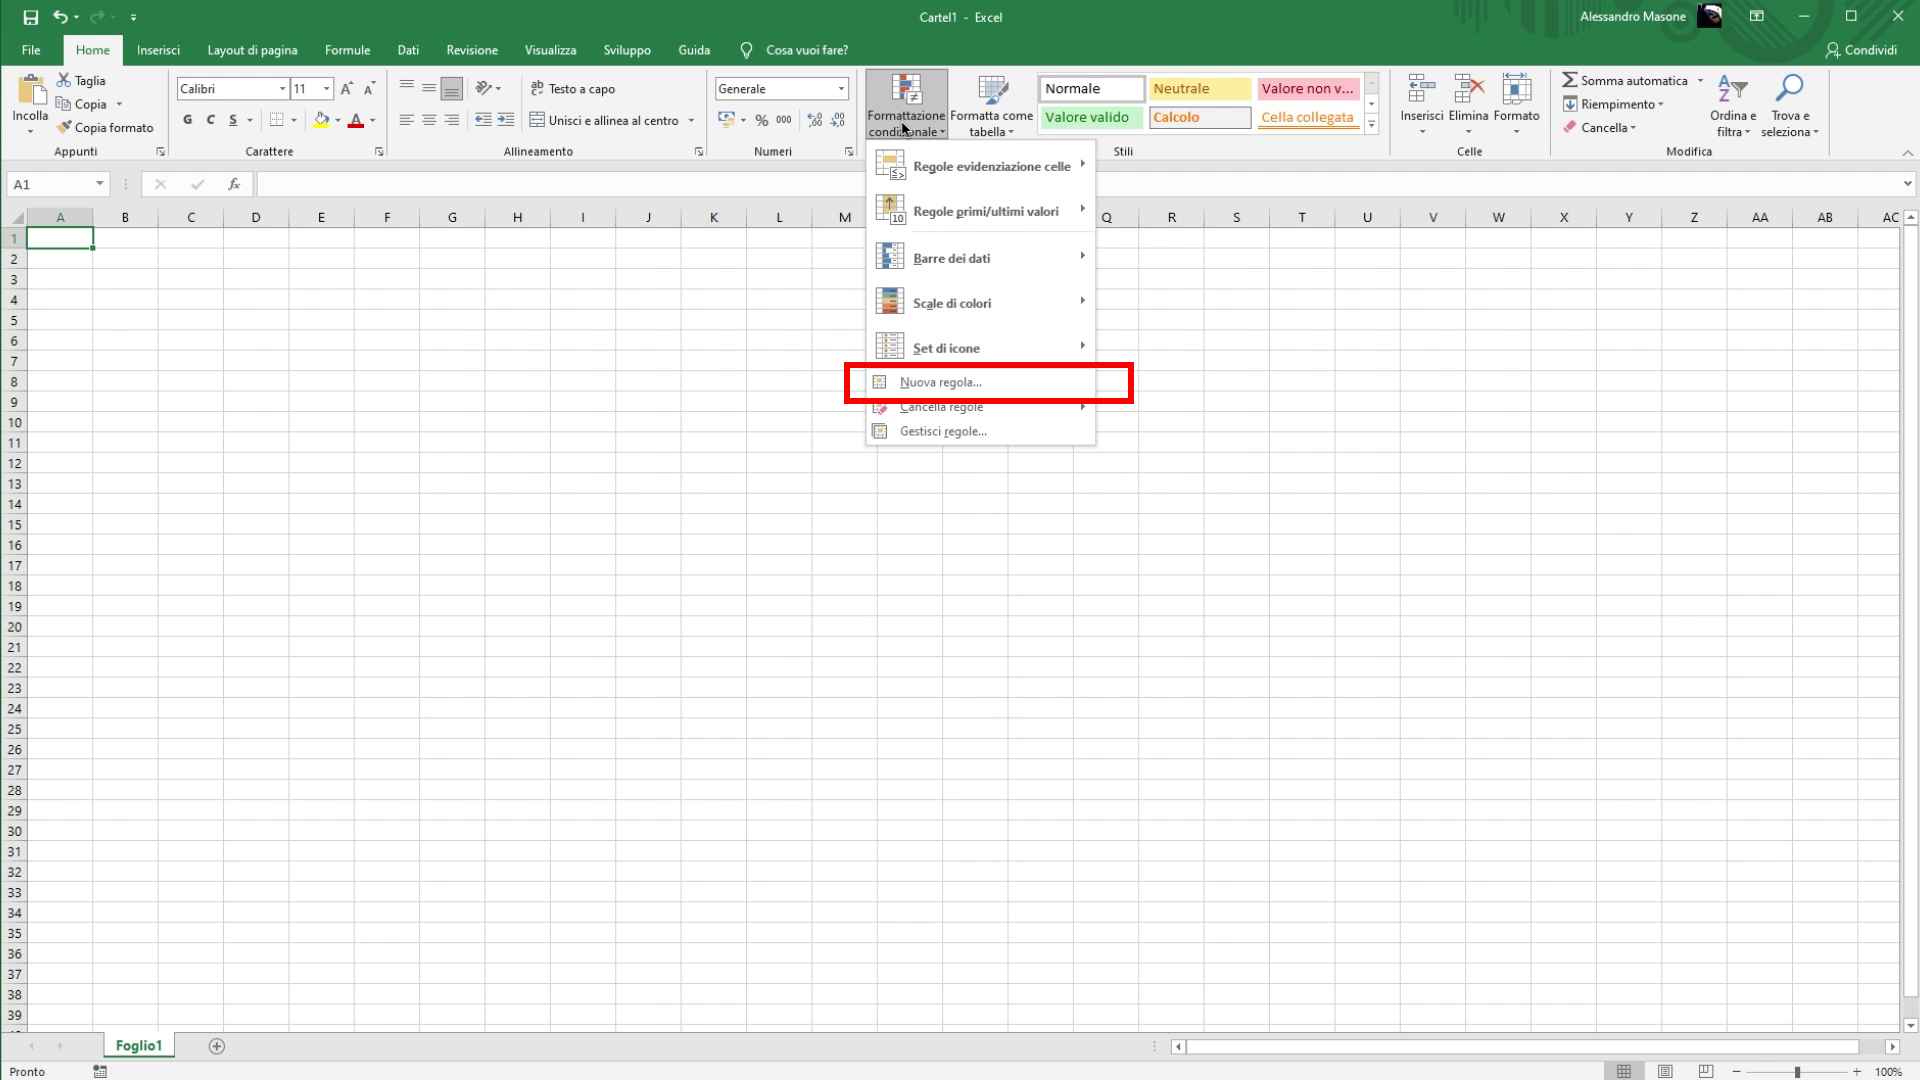 Cartel1 - Excel
Alessandro Masone
File Home Inserisci Layout di pagina Formule Dati Revisione Visualizza Sviluppo Guida Cosa vuoi fare? Condividi
Incolla
Taglia
Copia
Copia formato
Appunti
Calibri 11
G C S
Carattere
ab Testo a capo
Unisci e allinea al centro
Allineamento
Generale
% 000
Numeri
Formattazione condizionale
Formatta come tabella
Normale Neutrale Valore non v...
Valore valido Calcolo Cella collegata
Stili
Inserisci Elimina Formato
Celle
Somma automatica
Riempimento
Cancella
Ordina e filtra
Trova e seleziona
Modifica
A1 fx
Regole evidenziazione celle
Regole primi/ultimi valori
Barre dei dati
Scale di colori
Set di icone
Nuova regola...
Cancella regole
Gestisci regole...
A B C D E F G H I J K L M Q R S T U V W X Y Z AA AB AC
1
2
3
4
5
6
7
8
9
10
11
12
13
14
15
16
17
18
19
20
21
22
23
24
25
26
27
28
29
30
31
32
33
34
35
36
37
38
39
Foglio1
Pronto
100%